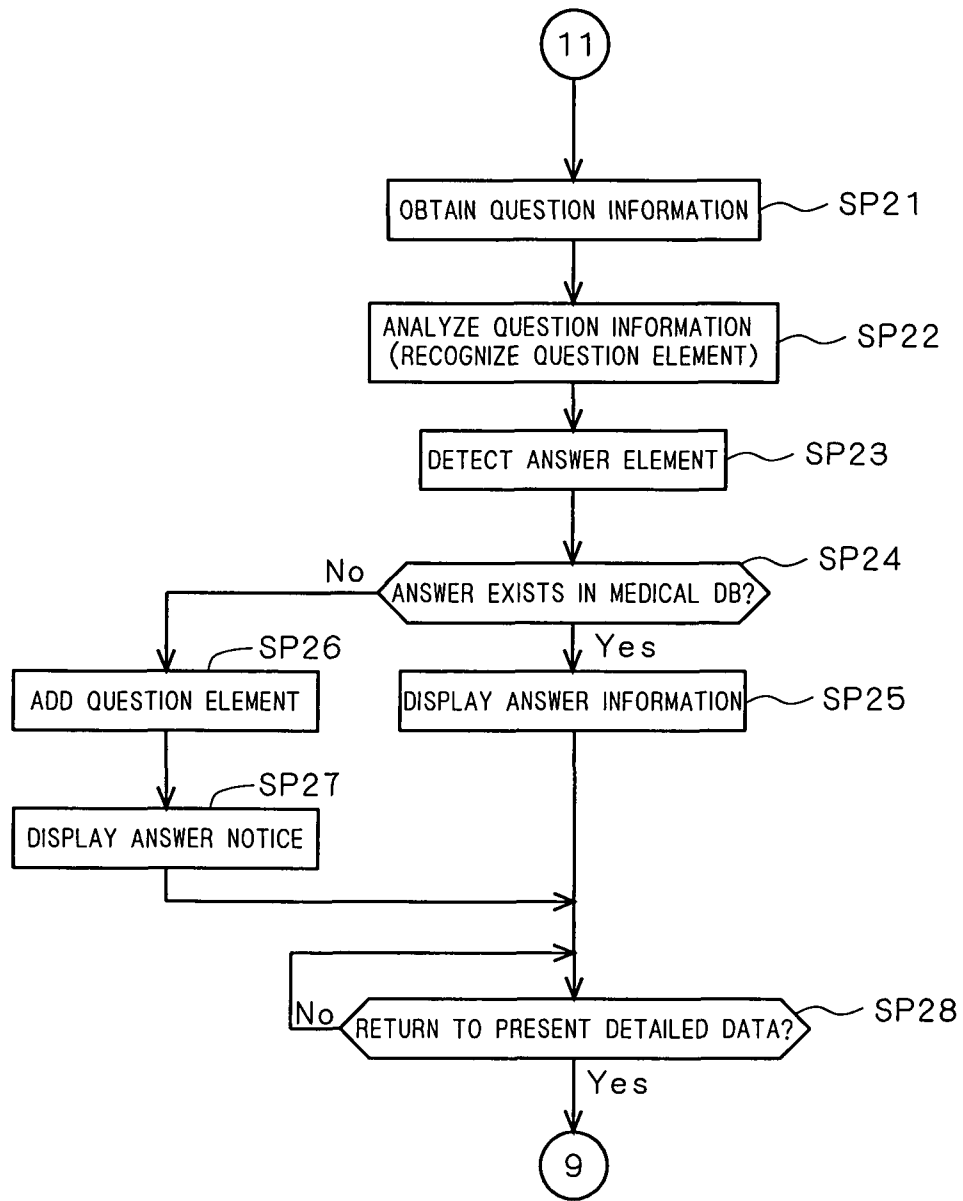 11
OBTAIN QUESTION INFORMATION
SP21
ANALYZE QUESTION INFORMATION
(RECOGNIZE QUESTION ELEMENT)
SP22
DETECT ANSWER ELEMENT
SP23
ANSWER EXISTS IN MEDICAL DB?
SP24
No
Yes
SP26
ADD QUESTION ELEMENT
DISPLAY ANSWER INFORMATION
SP25
SP27
DISPLAY ANSWER NOTICE
No
RETURN TO PRESENT DETAILED DATA?
SP28
Yes
9